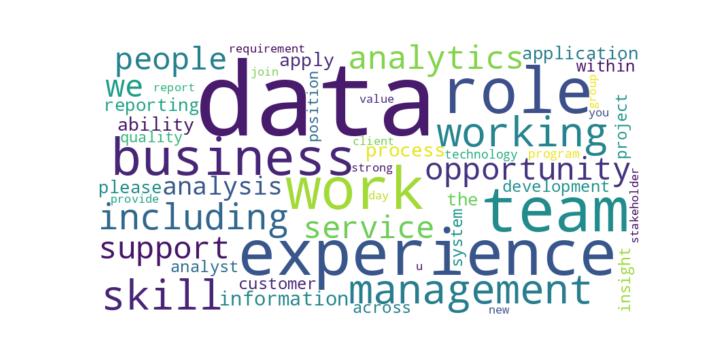 requirement
people
apply
analytics
application
join
within
we
report
data
position
value
role
group
you
reporting
ability
quality
client
working
project
business
strong
process
technology
program
opportunity
please
analysis
work
day
development
stakeholder
provide
including
service
the
team
support
system
experience
analyst
u
insight
customer
skill
information
management
across
new